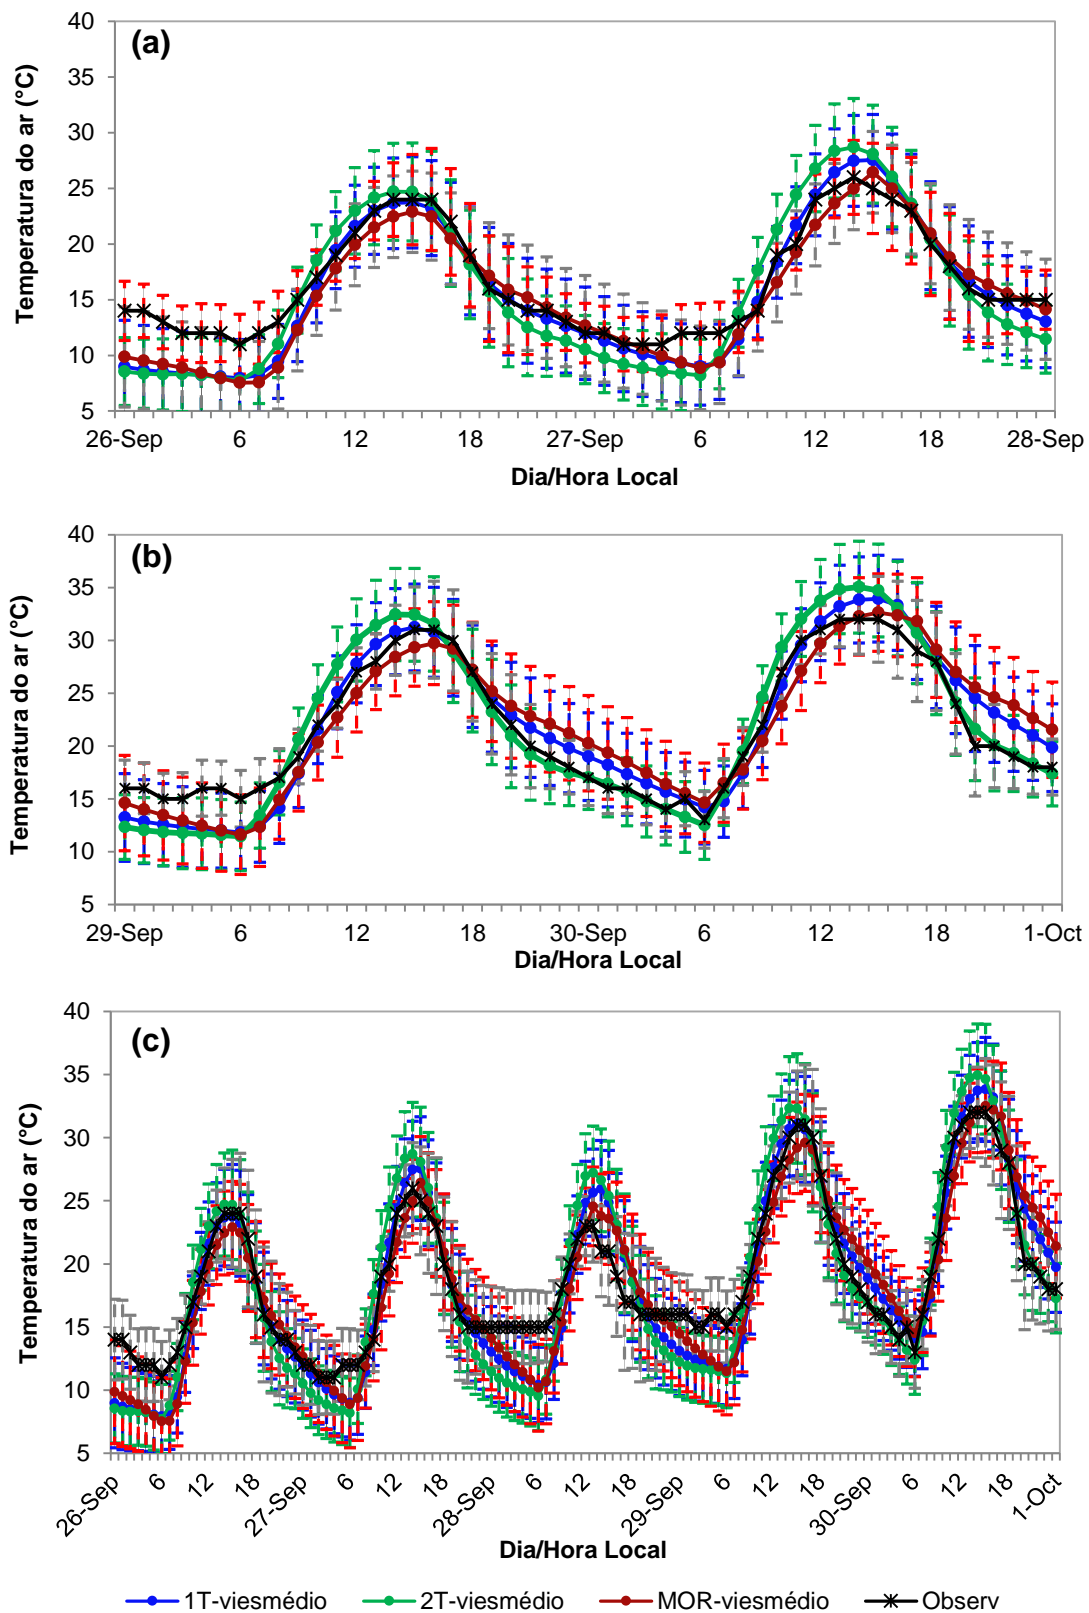 (a)
Temperatura do ar (°C)
40
35
30
25
20
15
10
5
26-Sep 6 12 18 27-Sep 6 12 18 28-Sep
Dia/Hora Local
(b)
Temperatura do ar (°C)
40
35
30
25
20
15
10
5
29-Sep 6 12 18 30-Sep 6 12 18 1-Oct
Dia/Hora Local
(c)
Temperatura do ar (°C)
40
35
30
25
20
15
10
5
26-Sep 6 12 18 27-Sep 6 12 18 28-Sep 6 12 18 29-Sep 6 12 18 30-Sep 6 12 18 1-Oct
Dia/Hora Local
1T-viesmédio 2T-viesmédio MOR-viesmédio Observ